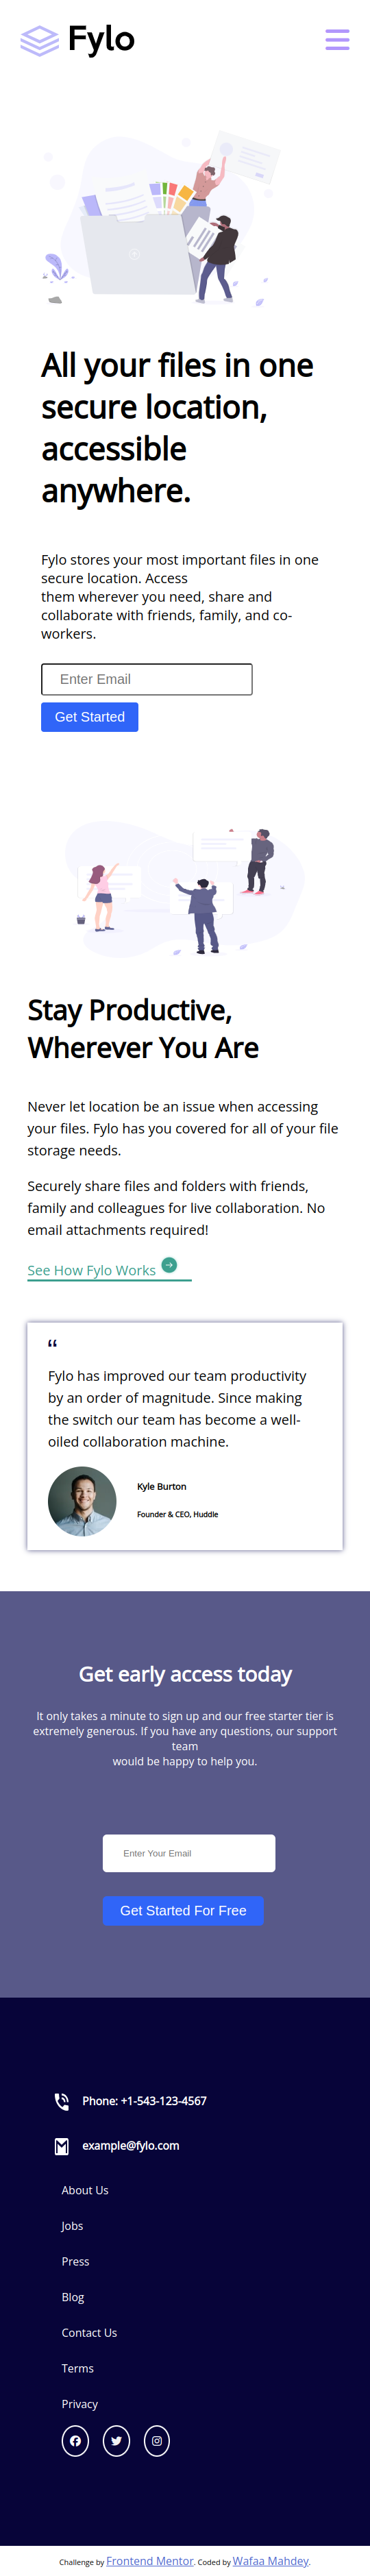 Fylo
All your files in one
secure location,
accessible
anywhere.
Fylo stores your most important files in one
secure location. Access
them wherever you need, share and
collaborate with friends, family, and co-
workers.
Enter Email
Get Started
Stay Productive,
Wherever You Are
Never let location be an issue when accessing
your files. Fylo has you covered for all of your file
storage needs.
Securely share files and folders with friends,
family and colleagues for live collaboration. No
email attachments required!
See How Fylo Works
“
Fylo has improved our team productivity
by an order of magnitude. Since making
the switch our team has become a well-
oiled collaboration machine.
Kyle Burton
Founder & CEO, Huddle
Get early access today
It only takes a minute to sign up and our free starter tier is
extremely generous. If you have any questions, our support
team
would be happy to help you.
Enter Your Email
Get Started For Free
Phone: +1-543-123-4567
example@fylo.com
About Us
Jobs
Press
Blog
Contact Us
Terms
Privacy
Challenge by Frontend Mentor. Coded by Wafaa Mahdey.